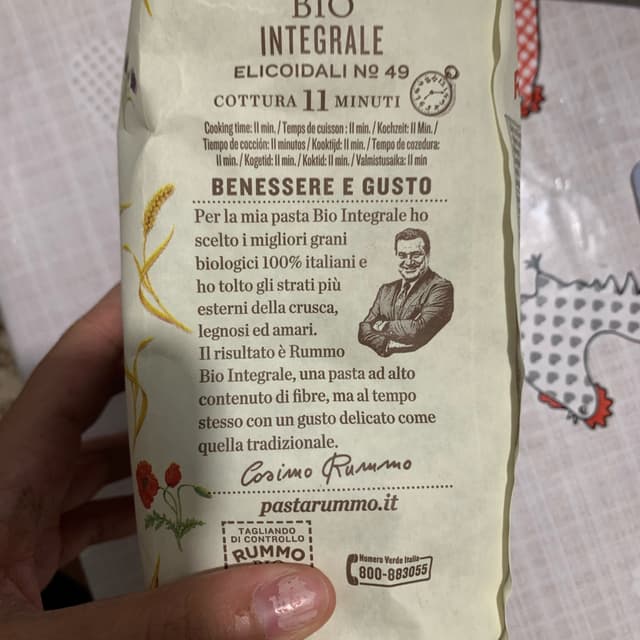 BIO
INTEGRALE
ELICOIDALI Nº 49
COTTURA 11 MINUTI
Cooking time: 11 min. / Temps de cuisson : 11 min. / Kochzeit: 11 Min. /
Tiempo de cocción: 11 minutos / Kooktijd: 11 min. / Tempo de cozedura:
11 min. / Kogetid: 11 min. / Koktid: 11 min. / Valmistusaika: 11 min
BENESSERE E GUSTO
Per la mia pasta Bio Integrale ho
scelto i migliori grani
biologici 100% italiani e
ho tolto gli strati più
esterni della crusca,
legnosi ed amari.
Il risultato è Rummo
Bio Integrale, una pasta ad alto
contenuto di fibre, ma al tempo
stesso con un gusto delicato come
quella tradizionale.
Cosimo Rummo
pastarummo.it
TAGLIANDO
DI CONTROLLO
RUMMO
BIO
Numero Verde Italia
800-883055